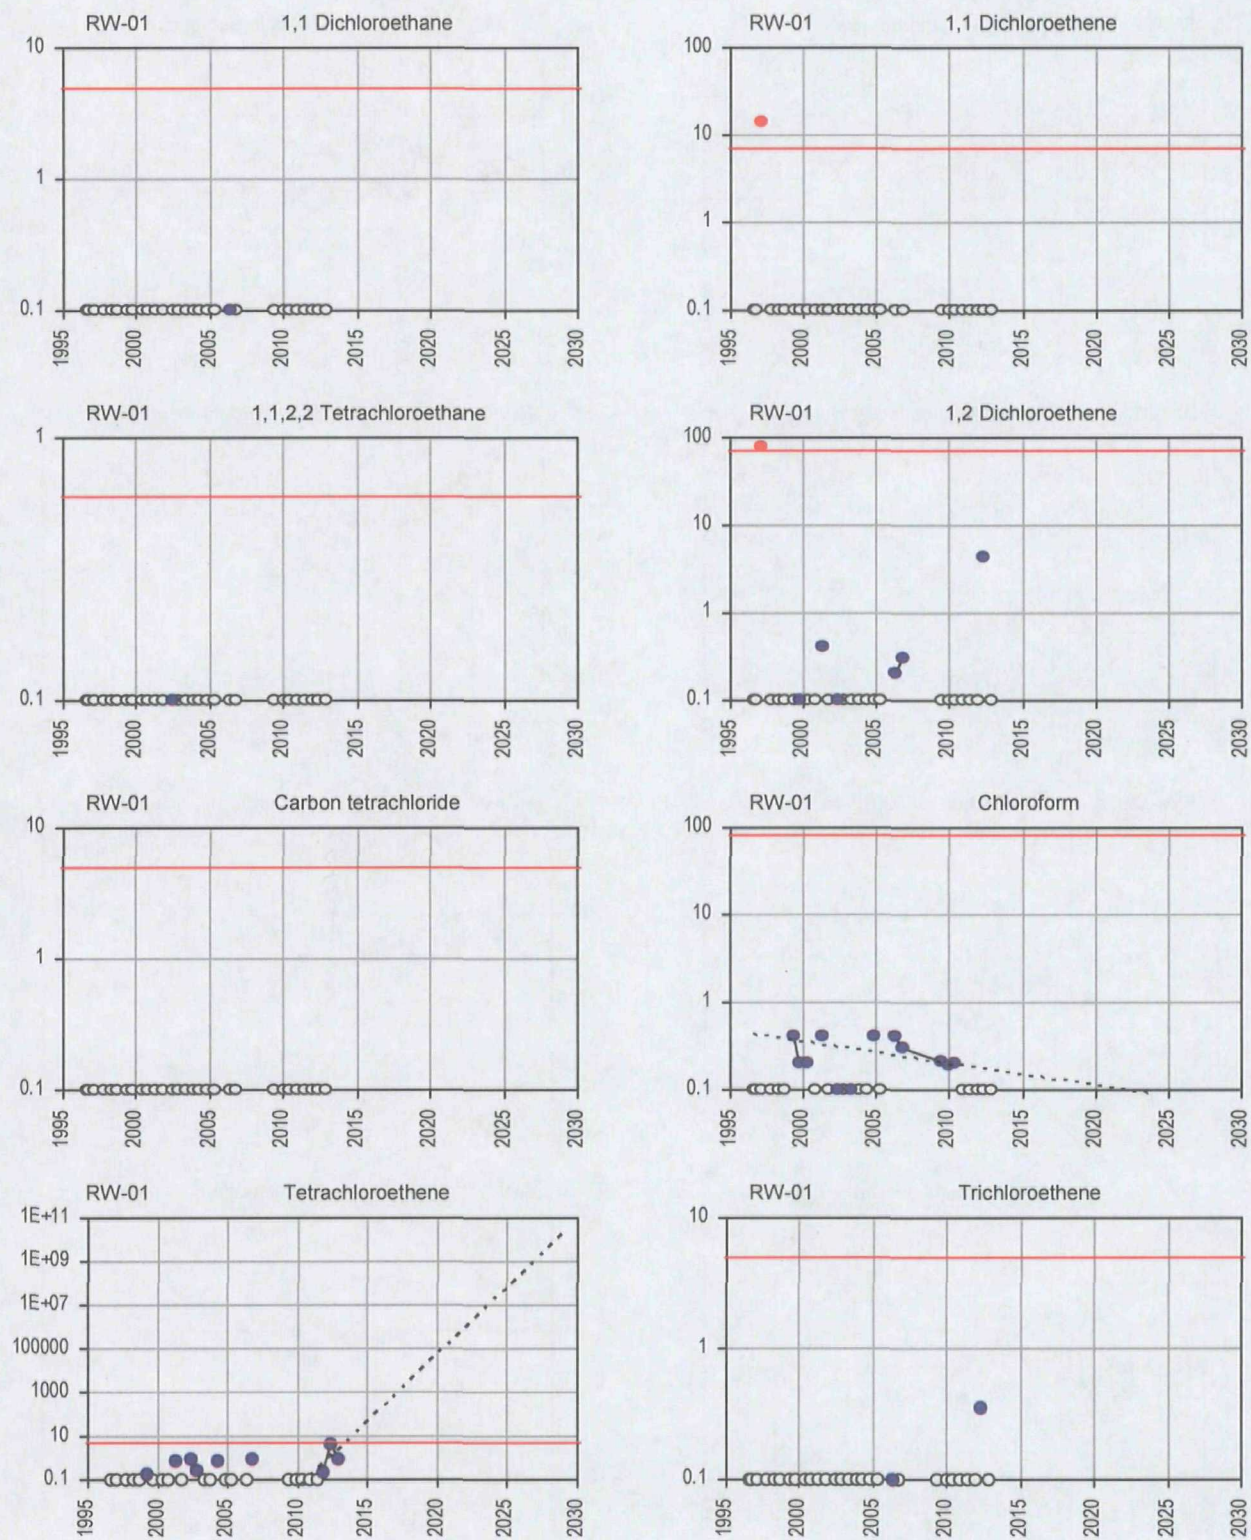 RW-01 1,1 Dichloroethane
10
1
0.1
1995 2000 2005 2010 2015 2020 2025 2030
RW-01 1,1 Dichloroethene
100
10
1
0.1
1995 2000 2005 2010 2015 2020 2025 2030
RW-01 1,1,2,2 Tetrachloroethane
1
0.1
1995 2000 2005 2010 2015 2020 2025 2030
RW-01 1,2 Dichloroethene
100
10
1
0.1
1995 2000 2005 2010 2015 2020 2025 2030
RW-01 Carbon tetrachloride
10
1
0.1
1995 2000 2005 2010 2015 2020 2025 2030
RW-01 Chloroform
100
10
1
0.1
1995 2000 2005 2010 2015 2020 2025 2030
RW-01 Tetrachloroethene
1E+11
1E+09
1E+07
100000
1000
10
0.1
1995 2000 2005 2010 2015 2020 2025 2030
RW-01 Trichloroethene
10
1
0.1
1995 2000 2005 2010 2015 2020 2025 2030